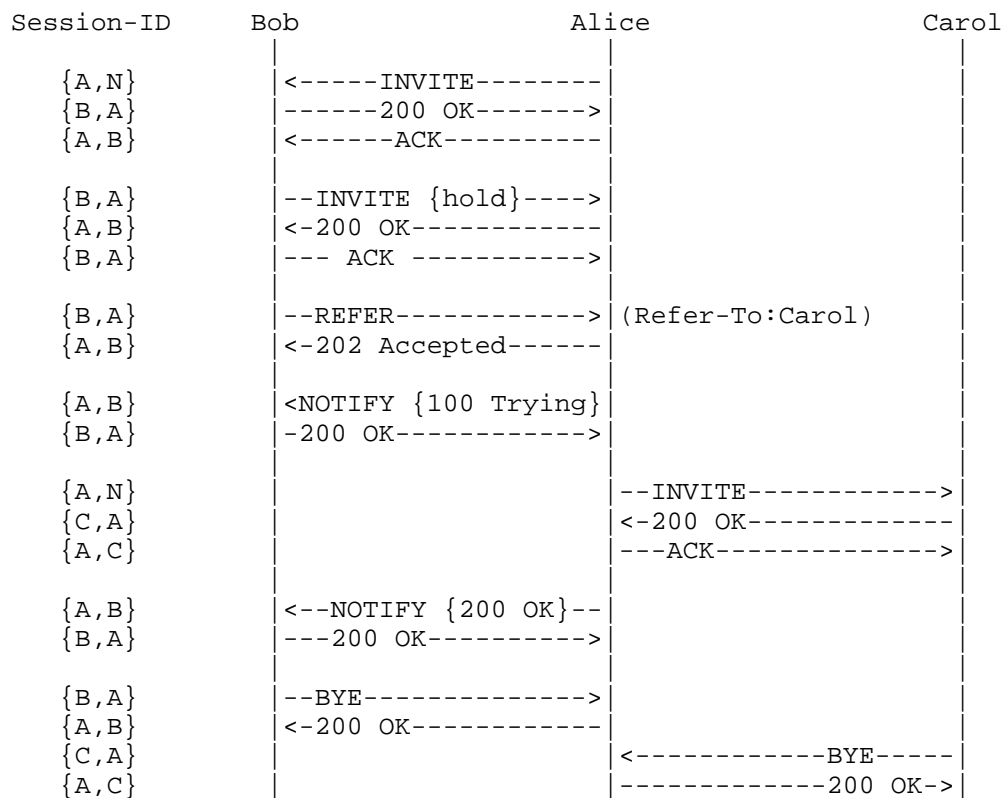 Session-ID Bob Alice Carol
| | |
{A,N} |<-----INVITE--------| |
{B,A} |------200 OK------->| |
{A,B} |<------ACK----------| |
| | |
{B,A} |--INVITE {hold}---->| |
{A,B} |<-200 OK------------| |
{B,A} |--- ACK ----------->| |
| | |
{B,A} |--REFER------------>|(Refer-To:Carol) |
{A,B} |<-202 Accepted------| |
| | |
{A,B} |<NOTIFY {100 Trying}| |
{B,A} |-200 OK------------>| |
| | |
{A,N} | |--INVITE------------>|
{C,A} | |<-200 OK-------------|
{A,C} | |---ACK-------------->|
| | |
{A,B} |<--NOTIFY {200 OK}--| |
{B,A} |---200 OK---------->| |
| | |
{B,A} |--BYE-------------->| |
{A,B} |<-200 OK------------| |
{C,A} | |<------------BYE-----|
{A,C} | |-------------200 OK->|